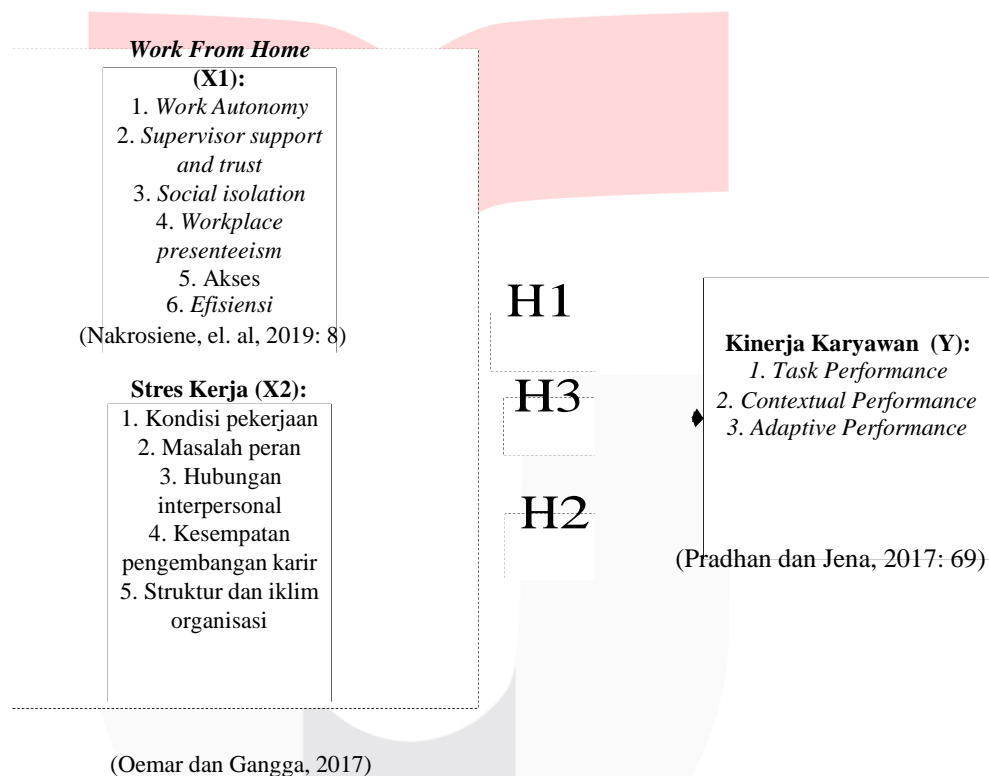 Work From Home
(X1):
1. Work Autonomy
2. Supervisor support
and trust
3. Social isolation
4. Workplace
presenteeism
5. Akses
6. Efisiensi
(Nakrosiene, el. al, 2019: 8)
Stres Kerja (X2):
1. Kondisi pekerjaan
2. Masalah peran
3. Hubungan
interpersonal
4. Kesempatan
pengembangan karir
5. Struktur dan iklim
organisasi
(Oemar dan Gangga, 2017)
H1
H3
H2
Kinerja Karyawan (Y):
1. Task Performance
2. Contextual Performance
3. Adaptive Performance
(Pradhan dan Jena, 2017: 69)